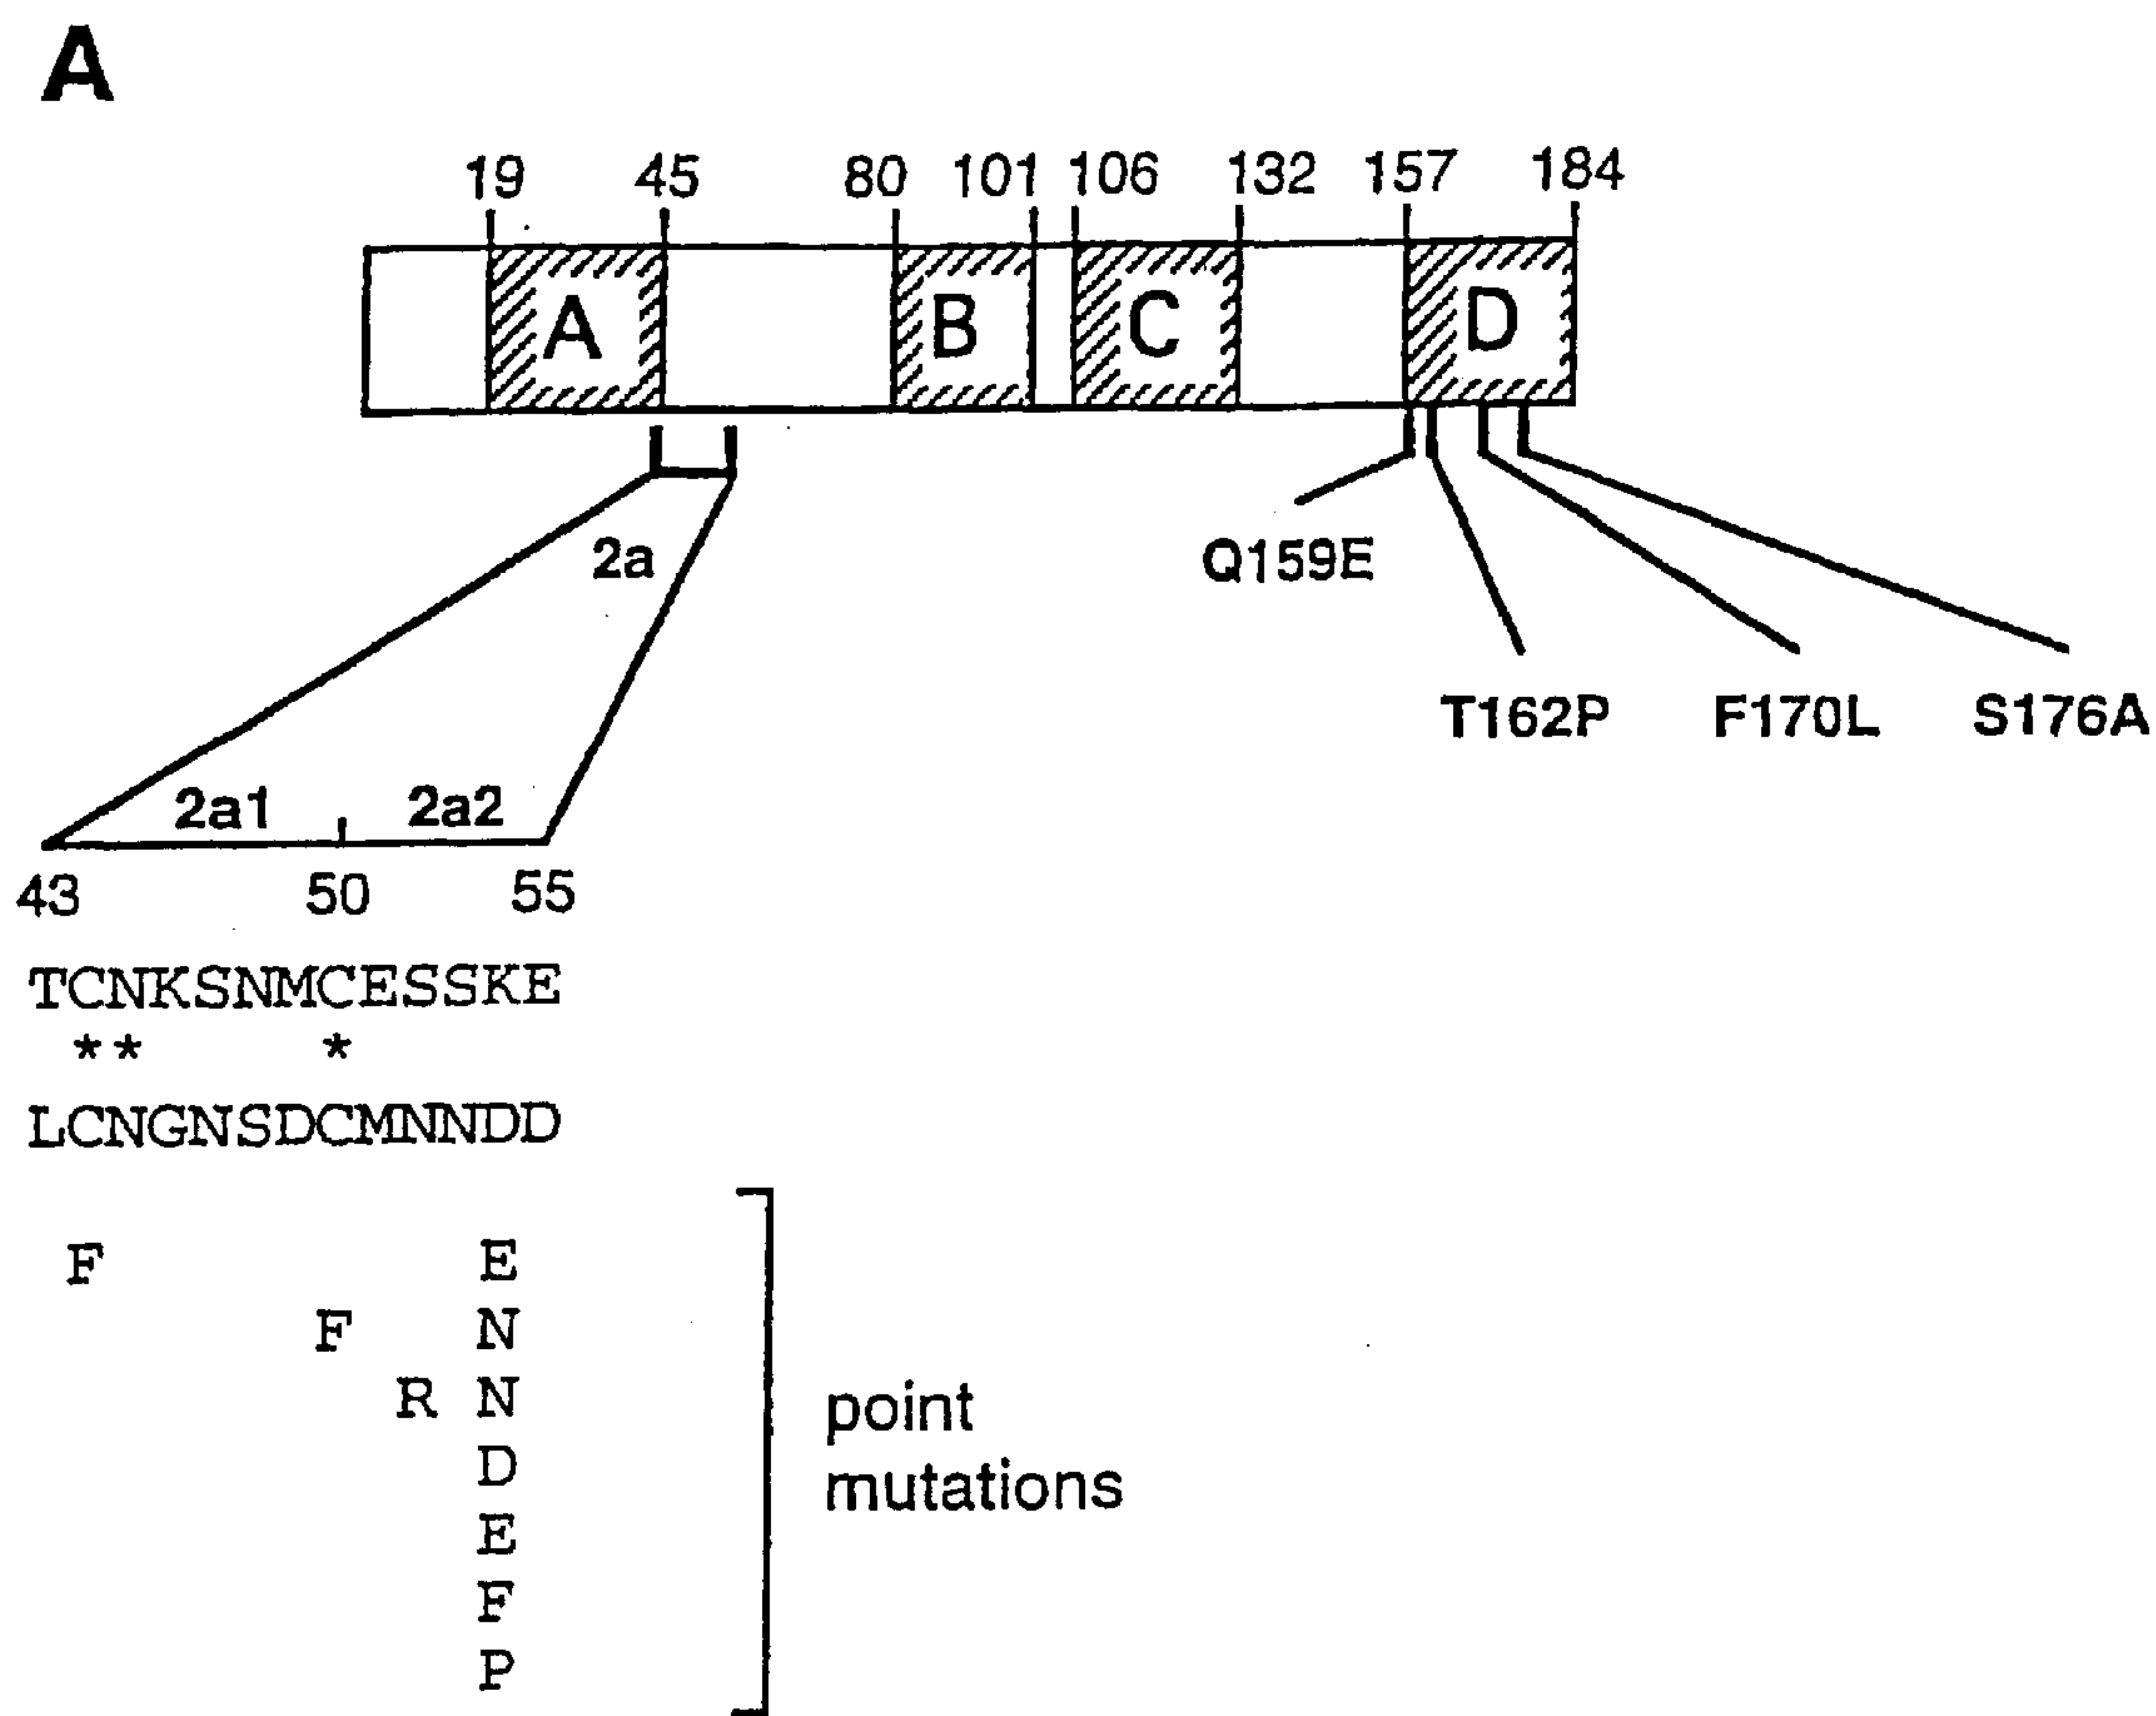 A
19 45 80 101 106 132 157 184
A B C D
2a
Q159E
T162P F170L S176A
2a1 2a2
43 50 55
TCNKSNMCESSKE
** *
LCNGNSDCMNNDD
F E
F N
R N
D
E
F
P
point
mutations